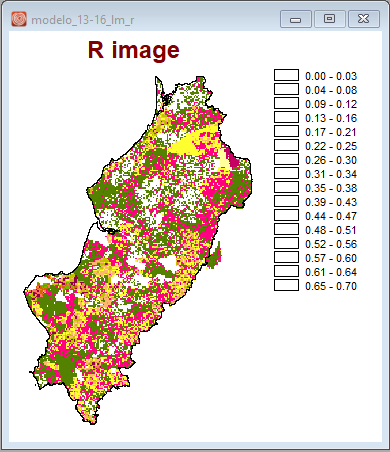 modelo_13-16_lm_r
R image
0.00 - 0.03
0.04 - 0.08
0.09 - 0.12
0.13 - 0.16
0.17 - 0.21
0.22 - 0.25
0.26 - 0.30
0.31 - 0.34
0.35 - 0.38
0.39 - 0.43
0.44 - 0.47
0.48 - 0.51
0.52 - 0.56
0.57 - 0.60
0.61 - 0.64
0.65 - 0.70